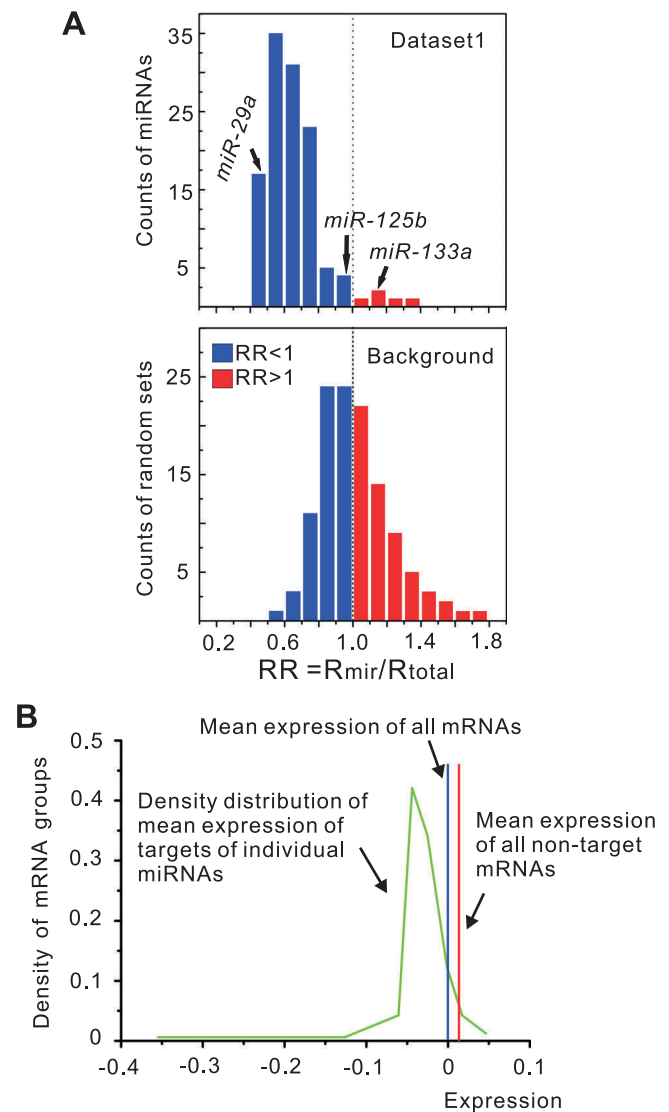 A
Dataset1
Counts of miRNAs
35
25
15
5
miR-29a
miR-125b
miR-133a
RR<1
RR>1
Background
Counts of random sets
25
15
5
0.2 0.6 1.0 1.4 1.8
RR =Rmir/Rtotal
B
Mean expression of all mRNAs
Density of mRNA groups
0.5
0.4
0.3
0.2
0.1
0
Density distribution of
mean expression of
targets of individual
miRNAs
Mean expression
of all non-target
mRNAs
-0.4 -0.3 -0.2 -0.1 0 0.1
Expression